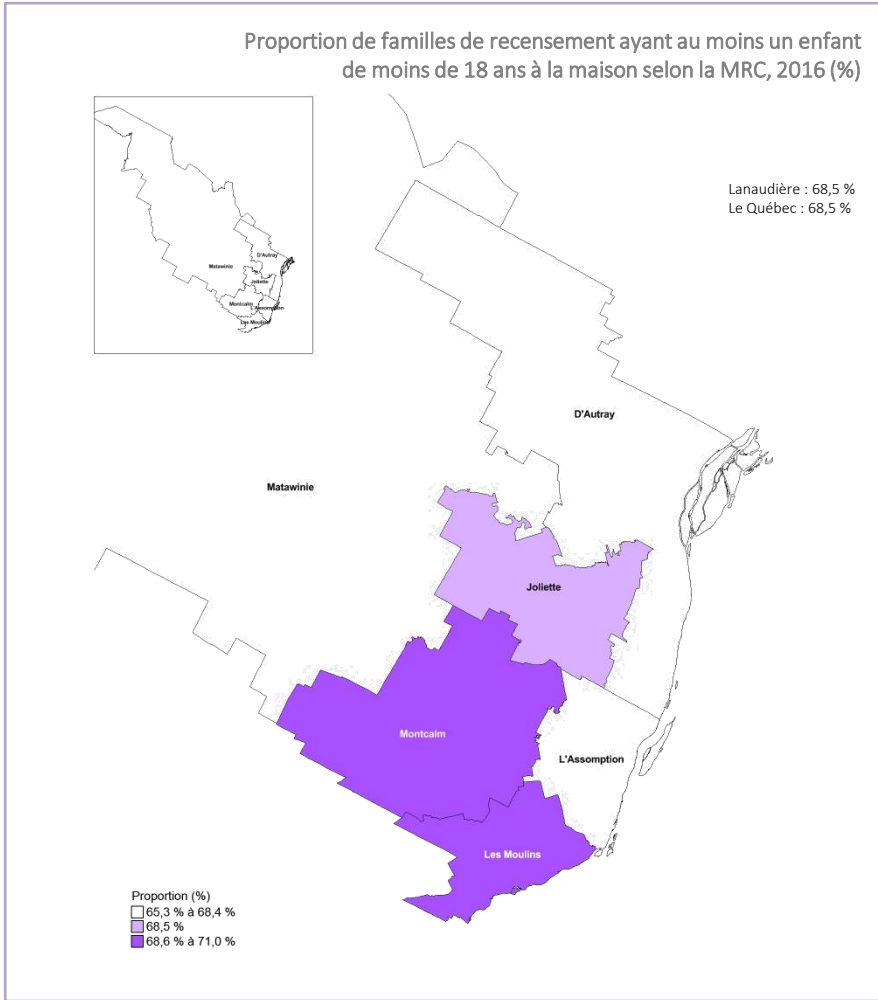 Proportion de familles de recensement ayant au moins un enfant
de moins de 18 ans à la maison selon la MRC, 2016 (%)
Lanaudière : 68,5 %
Le Québec : 68,5 %
D'Autray
Matawinie
Joliette
Montcalm
L'Assomption
Les Moulins
D'Autray
Matawinie
Joliette
Montcalm
L'Assomption
Les Moulins
Proportion (%)
65,3 % à 68,4 %
68,5 %
68,6 % à 71,0 %